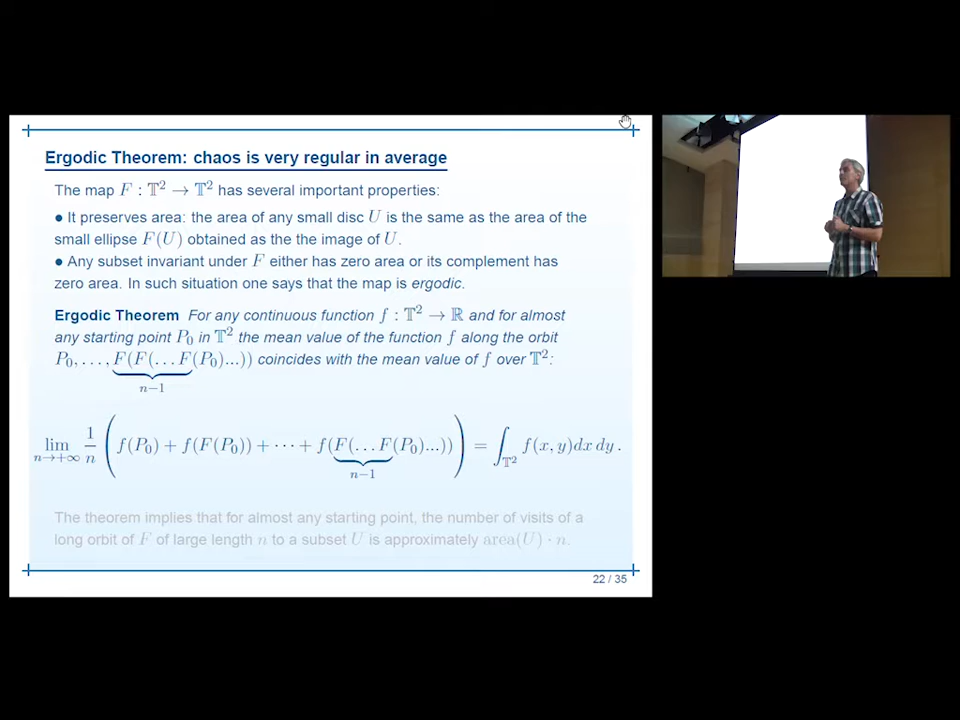 Ergodic Theorem: chaos is very regular in average
The map F : 𝕋² → 𝕋² has several important properties:
● It preserves area: the area of any small disc U is the same as the area of the
small ellipse F(U) obtained as the the image of U.
● Any subset invariant under F either has zero area or its complement has
zero area. In such situation one says that the map is ergodic.
Ergodic Theorem For any continuous function f : 𝕋² → ℝ and for almost
any starting point P₀ in 𝕋² the mean value of the function f along the orbit
P₀, . . . , F(F(. . . F(P₀)...)) coincides with the mean value of f over 𝕋²:
n−1
lim n→+∞ 1/n ( f(P₀) + f(F(P₀)) + ··· + f(F(. . . F(P₀)...)) ) = ∫_𝕋² f(x, y)dx dy .
n−1
The theorem implies that for almost any starting point, the number of visits of a
long orbit of F of large length n to a subset U is approximately area(U) · n.
22 / 35